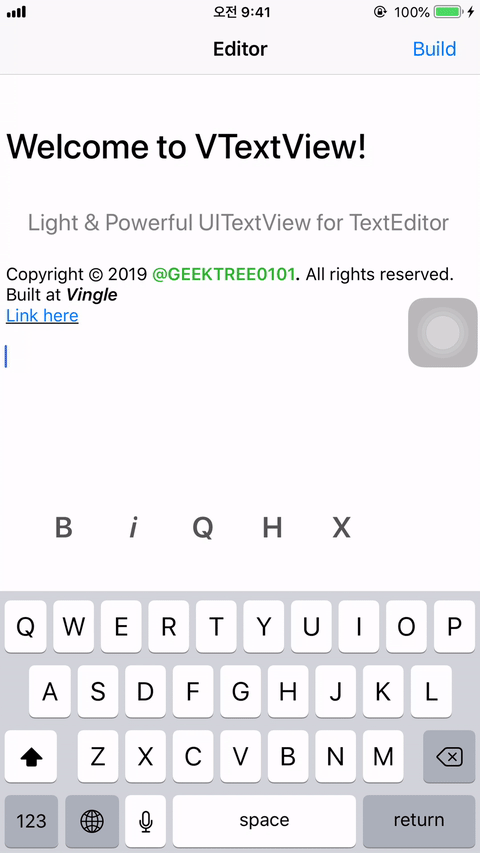 오전 9:41
100%
Editor
Build
Welcome to VTextView!
Light & Powerful UITextView for TextEditor
Copyright © 2019 @GEEKTREE0101. All rights reserved.
Built at Vingle
Link here
B i Q H X
Q W E R T Y U I O P
A S D F G H J K L
Z X C V B N M
123 space return